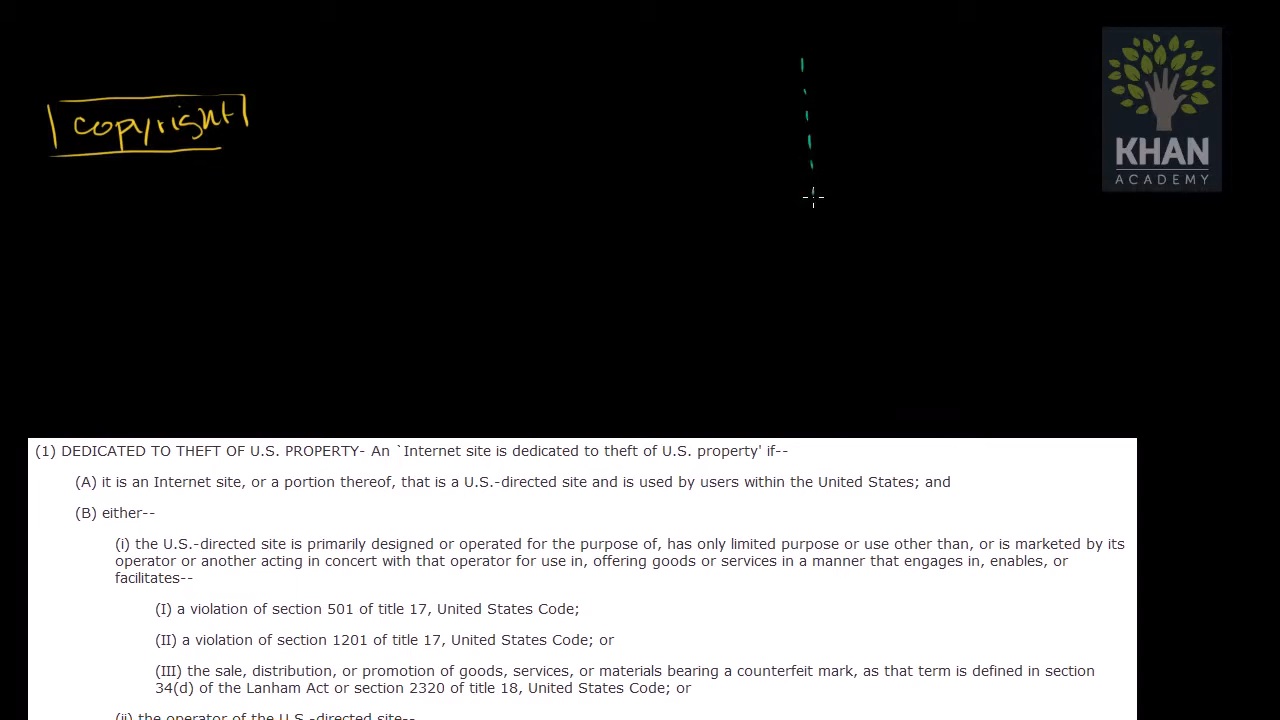 copyright
KHAN
ACADEMY
(1) DEDICATED TO THEFT OF U.S. PROPERTY- An `Internet site is dedicated to theft of U.S. property' if--
(A) it is an Internet site, or a portion thereof, that is a U.S.-directed site and is used by users within the United States; and
(B) either--
(i) the U.S.-directed site is primarily designed or operated for the purpose of, has only limited purpose or use other than, or is marketed by its
operator or another acting in concert with that operator for use in, offering goods or services in a manner that engages in, enables, or
facilitates--
(I) a violation of section 501 of title 17, United States Code;
(II) a violation of section 1201 of title 17, United States Code; or
(III) the sale, distribution, or promotion of goods, services, or materials bearing a counterfeit mark, as that term is defined in section
34(d) of the Lanham Act or section 2320 of title 18, United States Code; or
(ii) the operator of the U.S.-directed site--